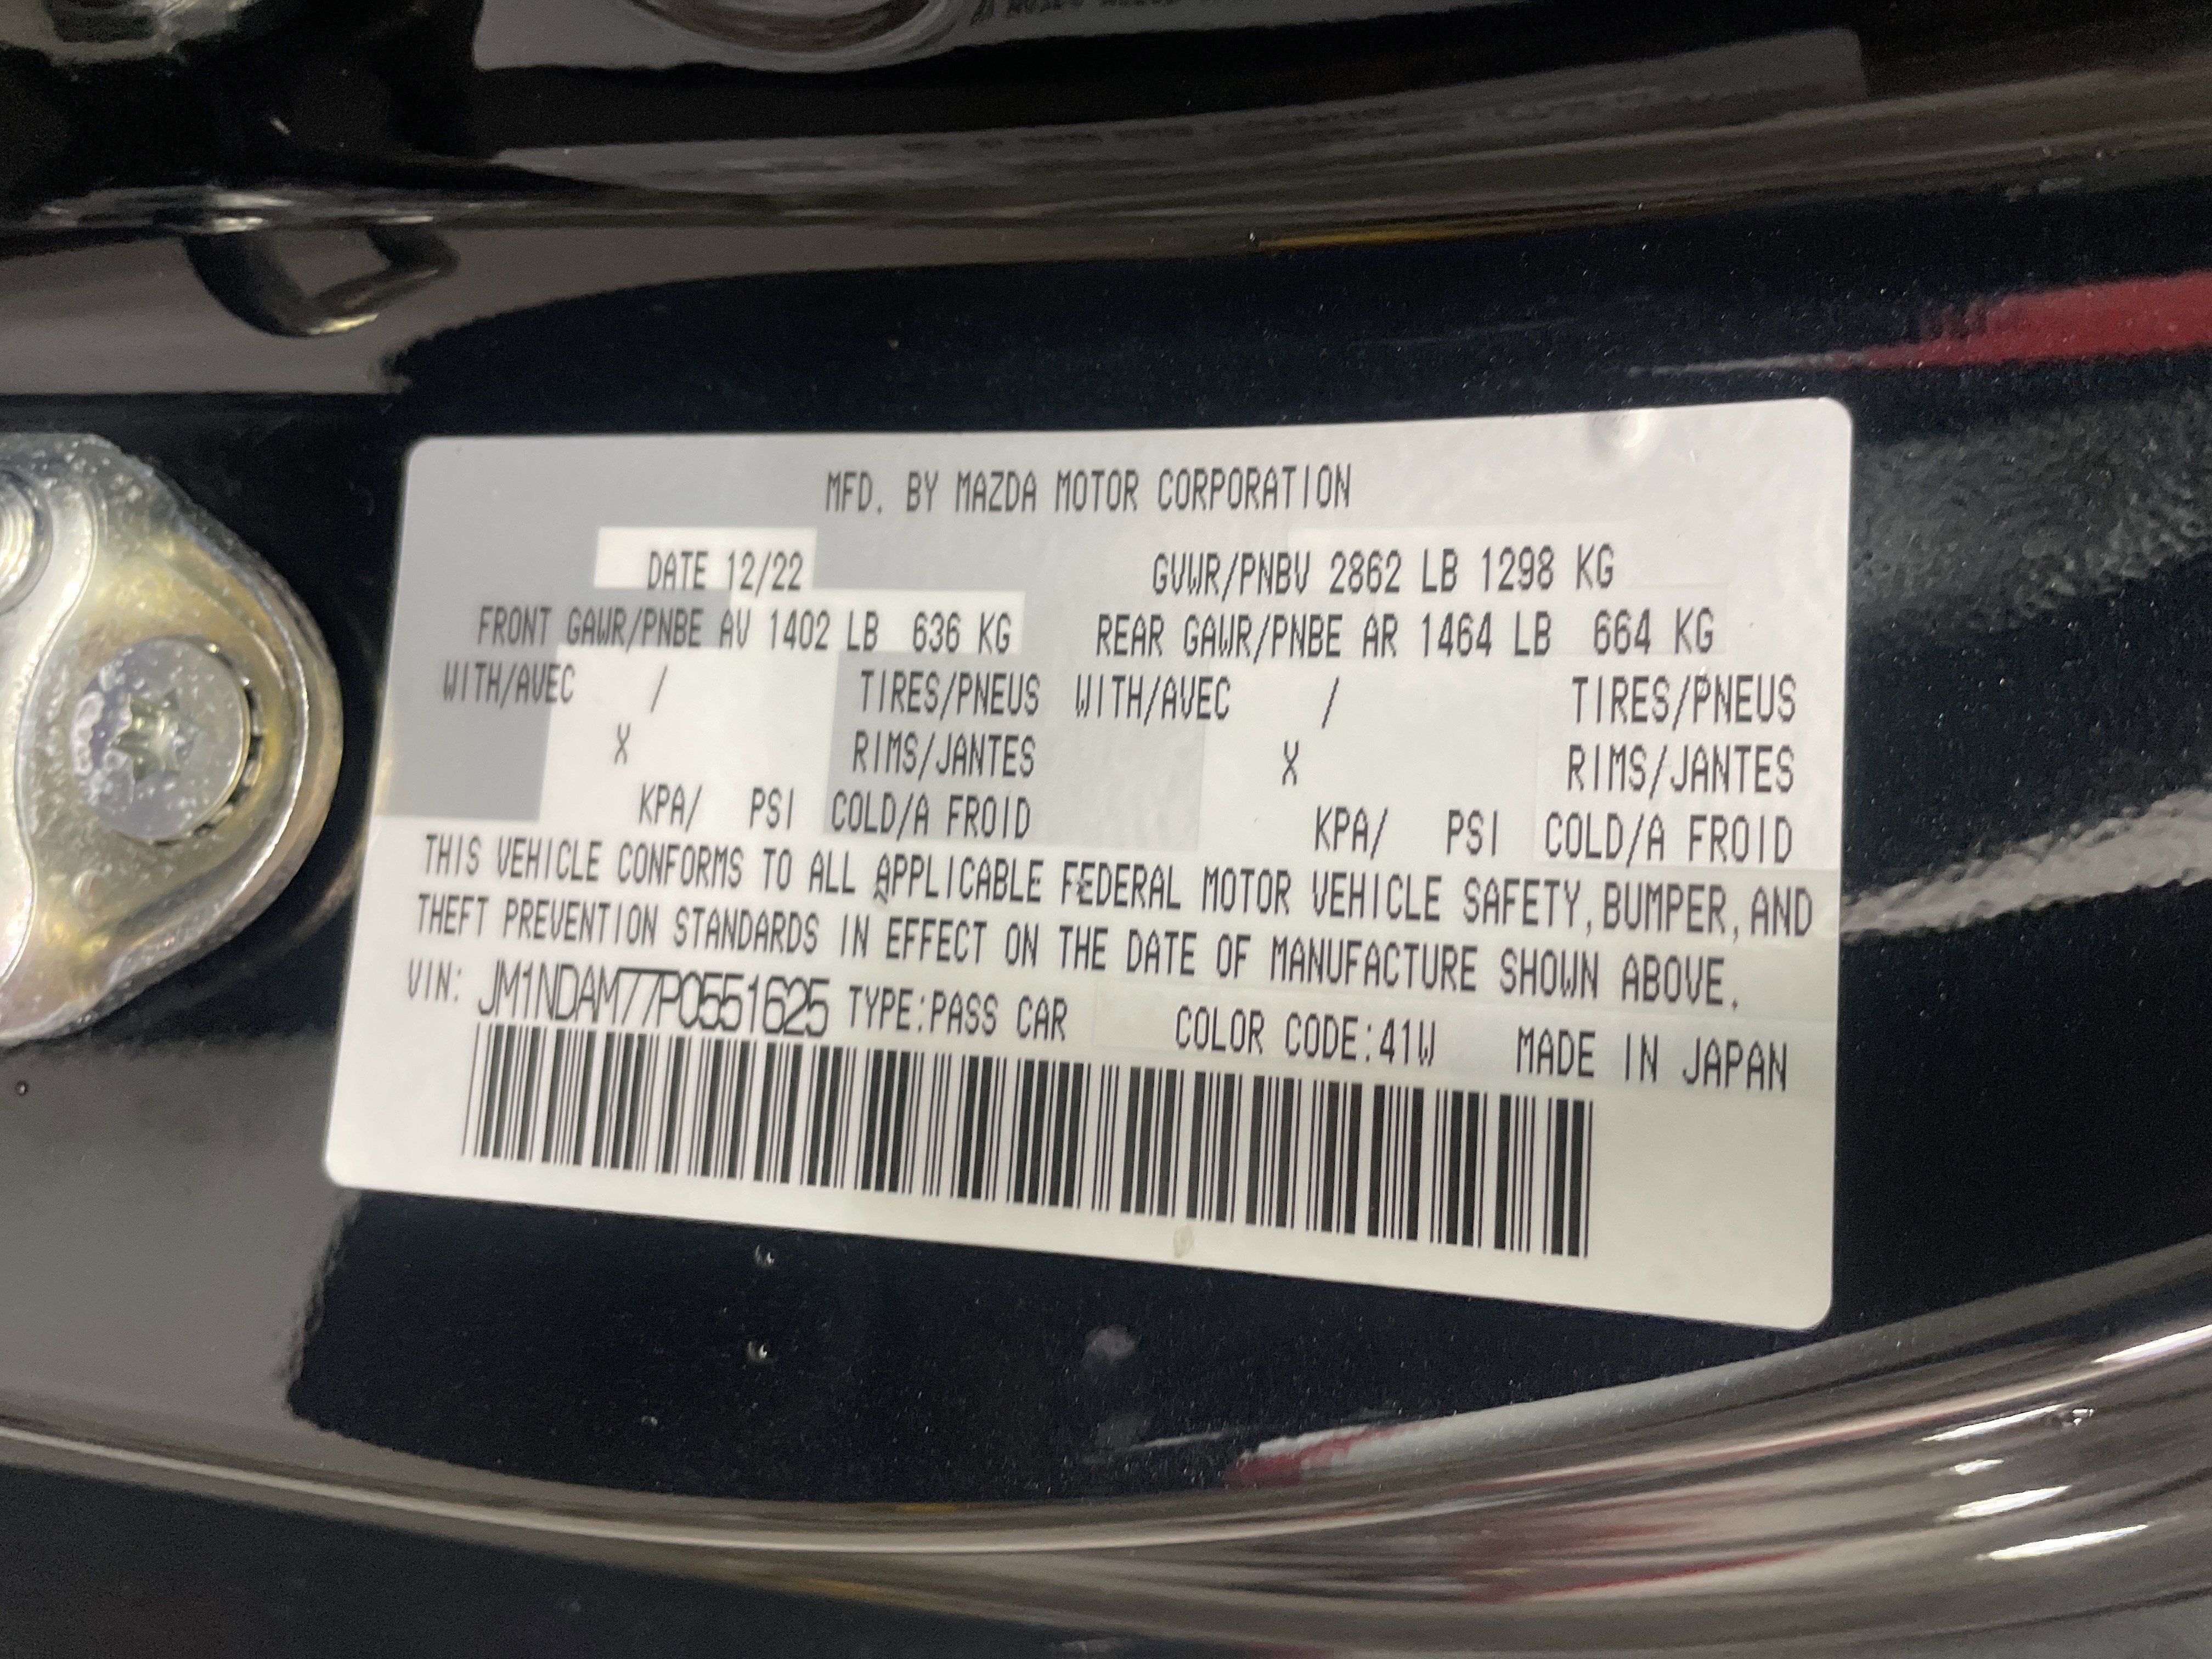 MFD. BY MAZDA MOTOR CORPORATION
DATE 12/22 GVWR/PNBV 2862 LB 1298 KG
FRONT GAWR/PNBE AV 1402 LB 636 KG REAR GAWR/PNBE AR 1464 LB 664 KG
WITH/AVEC / TIRES/PNEUS WITH/AVEC / TIRES/PNEUS
X RIMS/JANTES X RIMS/JANTES
KPA/ PSI COLD/A FROID KPA/ PSI COLD/A FROID
THIS VEHICLE CONFORMS TO ALL APPLICABLE FEDERAL MOTOR VEHICLE SAFETY, BUMPER, AND
THEFT PREVENTION STANDARDS IN EFFECT ON THE DATE OF MANUFACTURE SHOWN ABOVE.
VIN: JM1NDAM77P0551625 TYPE:PASS CAR COLOR CODE:41W MADE IN JAPAN